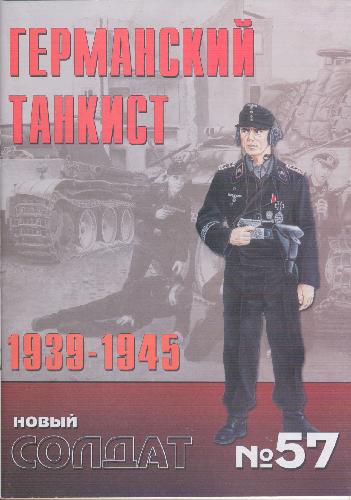 ГЕРМАНСКИЙ
ТАНКИСТ
1939-1945
НОВЫЙ
СОЛДАТ
№57